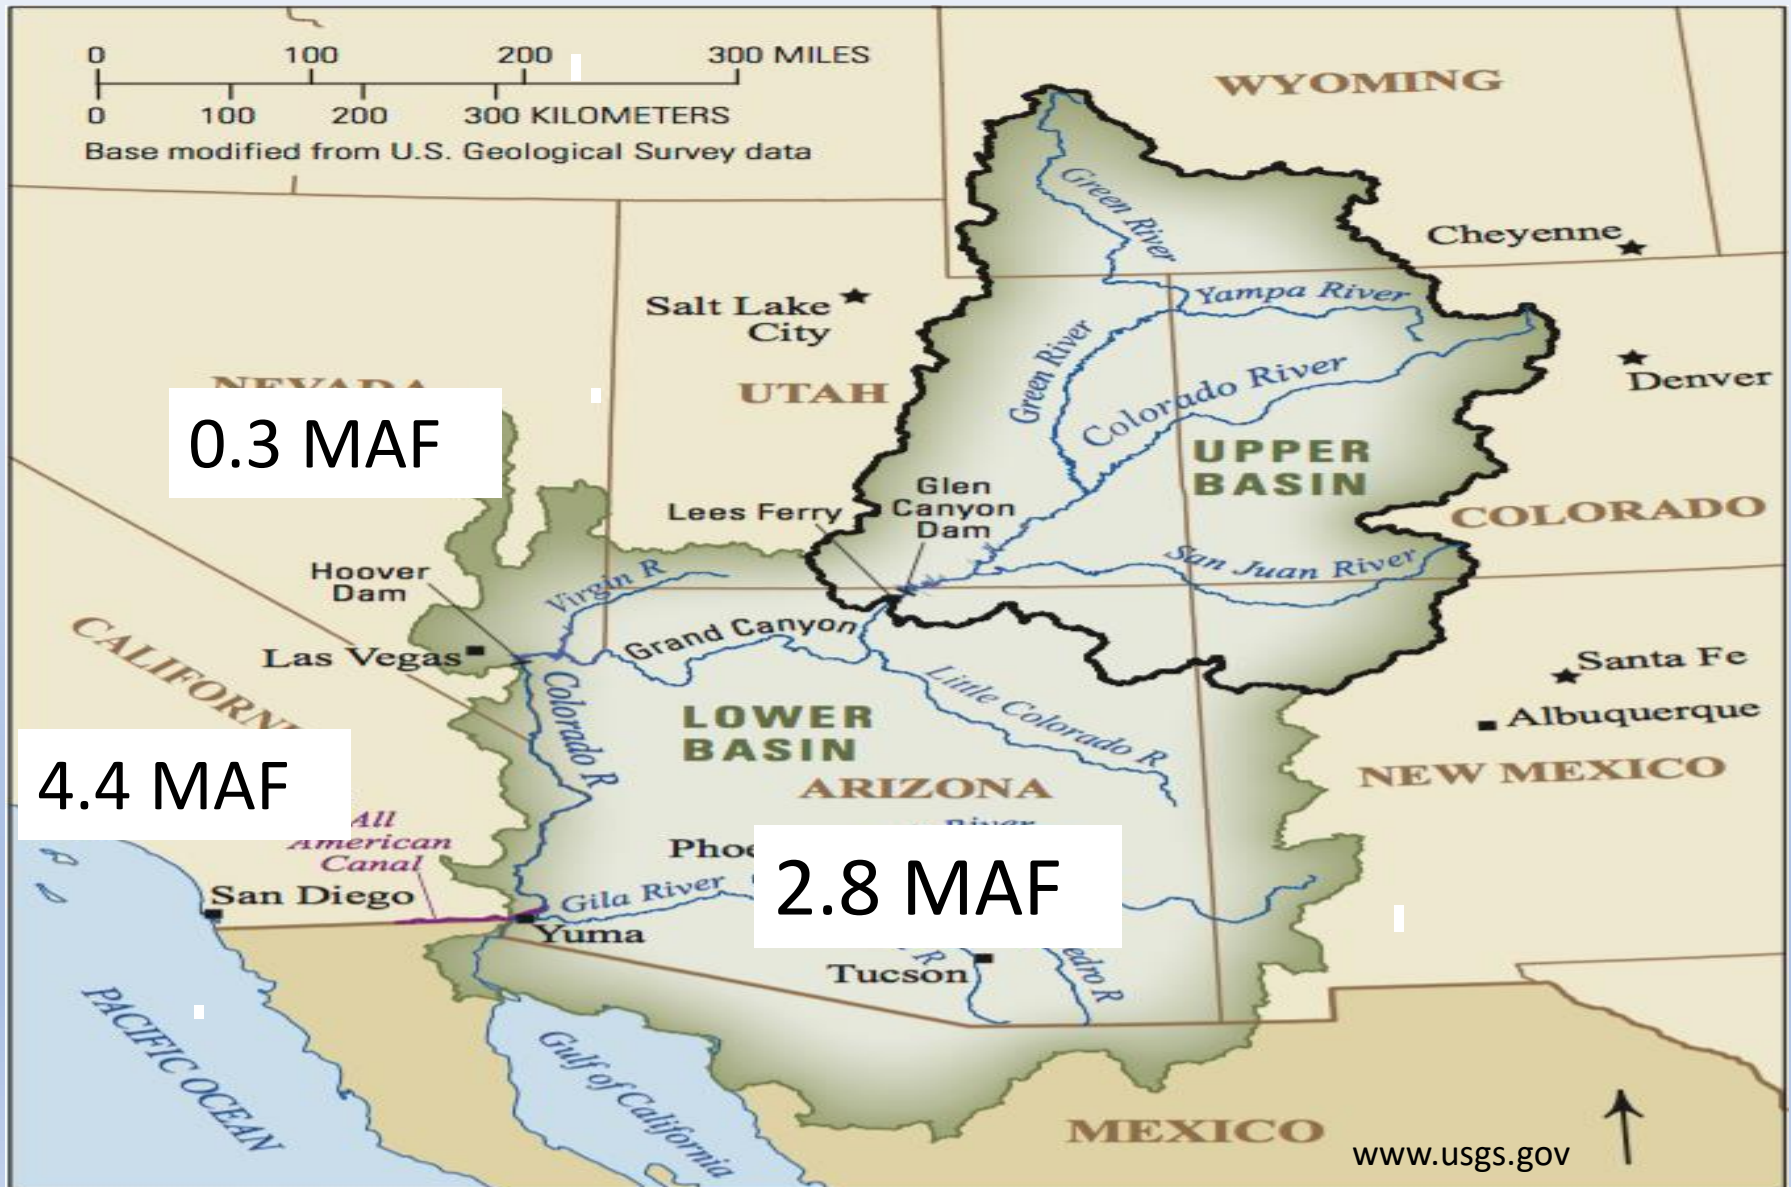 0 100 200 300 MILES
0 100 200 300 KILOMETERS
Base modified from U.S. Geological Survey data
WYOMING
Green River
Cheyenne
Yampa River
Salt Lake
City
Green River
Colorado River
Denver
UTAH
NEVADA
0.3 MAF
UPPER
BASIN
Glen
Canyon
Dam
Lees Ferry
COLORADO
San Juan River
Hoover
Dam
Virgin R
Grand Canyon
Las Vegas
Santa Fe
Albuquerque
Colorado R
Little Colorado R
LOWER
BASIN
NEW MEXICO
ARIZONA
4.4 MAF
All
American
Canal
River
2.8 MAF
San Diego
Gila River
Yuma
Tucson
R
R
PACIFIC OCEAN
Gulf of California
MEXICO
www.usgs.gov